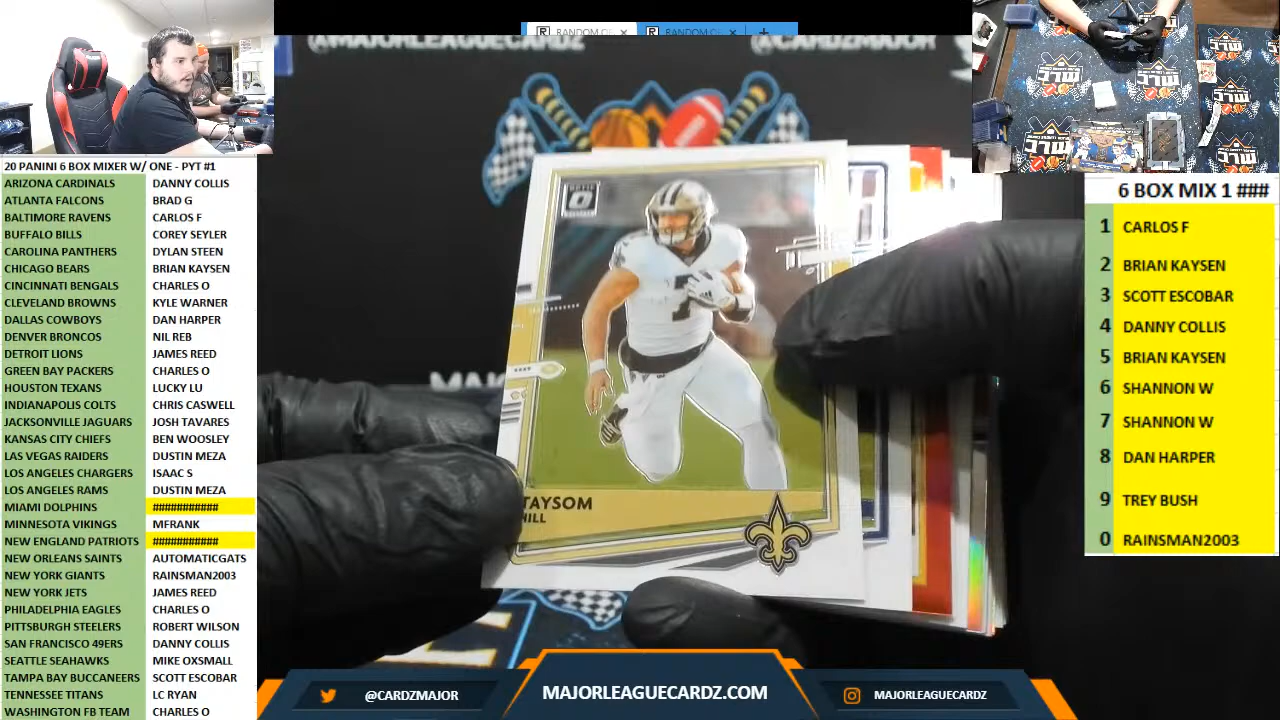 RANDOM
RANDOM
@MAJORLEAGUECARDZ
@CARDZMAJOR
20 PANINI 6 BOX MIXER W/ ONE - PYT #1
ARIZONA CARDINALS DANNY COLLIS
ATLANTA FALCONS BRAD G
BALTIMORE RAVENS CARLOS F
BUFFALO BILLS COREY SEYLER
CAROLINA PANTHERS DYLAN STEEN
CHICAGO BEARS BRIAN KAYSEN
CINCINNATI BENGALS CHARLES O
CLEVELAND BROWNS KYLE WARNER
DALLAS COWBOYS DAN HARPER
DENVER BRONCOS NIL REB
DETROIT LIONS JAMES REED
GREEN BAY PACKERS CHARLES O
HOUSTON TEXANS LUCKY LU
INDIANAPOLIS COLTS CHRIS CASWELL
JACKSONVILLE JAGUARS JOSH TAVARES
KANSAS CITY CHIEFS BEN WOOSLEY
LAS VEGAS RAIDERS DUSTIN MEZA
LOS ANGELES CHARGERS ISAAC S
LOS ANGELES RAMS DUSTIN MEZA
MIAMI DOLPHINS ###########
MINNESOTA VIKINGS MFRANK
NEW ENGLAND PATRIOTS ###########
NEW ORLEANS SAINTS AUTOMATICGATS
NEW YORK GIANTS RAINSMAN2003
NEW YORK JETS JAMES REED
PHILADELPHIA EAGLES CHARLES O
PITTSBURGH STEELERS ROBERT WILSON
SAN FRANCISCO 49ERS DANNY COLLIS
SEATTLE SEAHAWKS MIKE OXSMALL
TAMPA BAY BUCCANEERS SCOTT ESCOBAR
TENNESSEE TITANS LC RYAN
WASHINGTON FB TEAM CHARLES O
7
TAYSOM
HILL
6 BOX MIX 1 ###
1 CARLOS F
2 BRIAN KAYSEN
3 SCOTT ESCOBAR
4 DANNY COLLIS
5 BRIAN KAYSEN
6 SHANNON W
7 SHANNON W
8 DAN HARPER
9 TREY BUSH
0 RAINSMAN2003
@CARDZMAJOR
MAJORLEAGUECARDZ.COM
MAJORLEAGUECARDZ